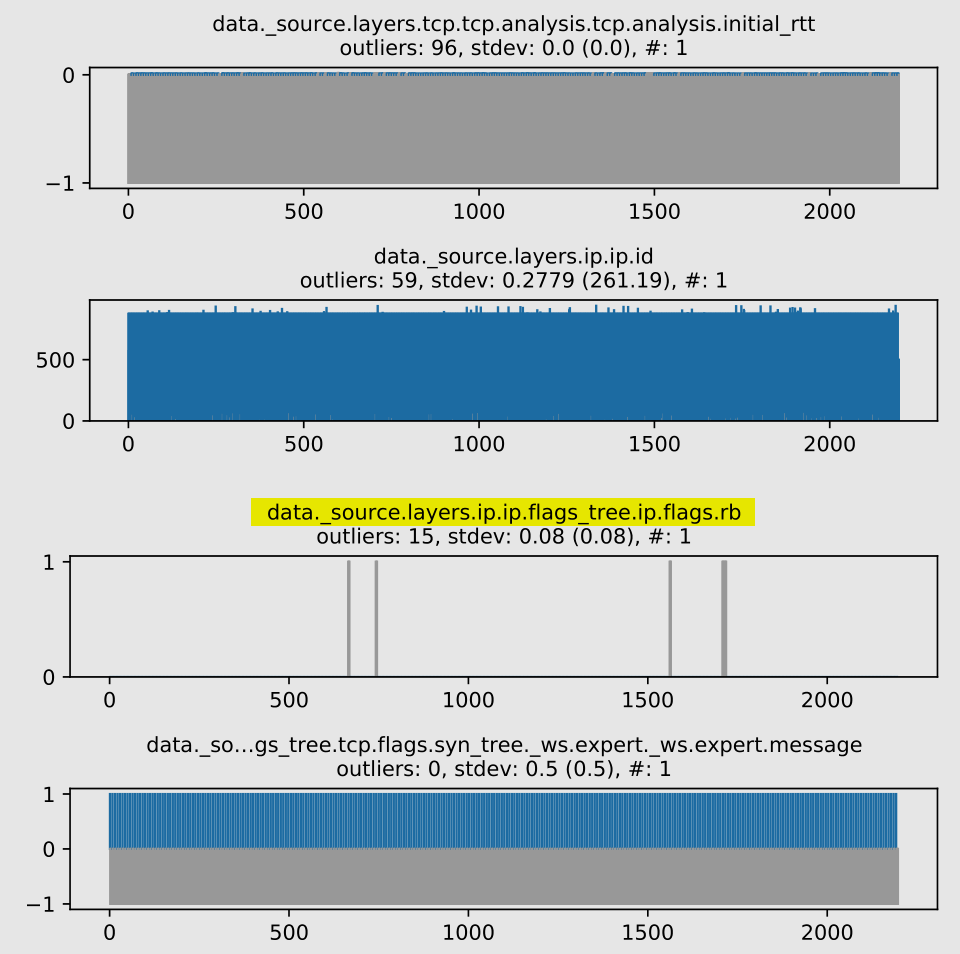 data._source.layers.tcp.tcp.analysis.tcp.analysis.initial_rtt
outliers: 96, stdev: 0.0 (0.0), #: 1
0
−1
0 500 1000 1500 2000
data._source.layers.ip.ip.id
outliers: 59, stdev: 0.2779 (261.19), #: 1
500
0
0 500 1000 1500 2000
data._source.layers.ip.ip.flags_tree.ip.flags.rb
outliers: 15, stdev: 0.08 (0.08), #: 1
1
0
0 500 1000 1500 2000
data._so...gs_tree.tcp.flags.syn_tree._ws.expert._ws.expert.message
outliers: 0, stdev: 0.5 (0.5), #: 1
1
0
−1
0 500 1000 1500 2000